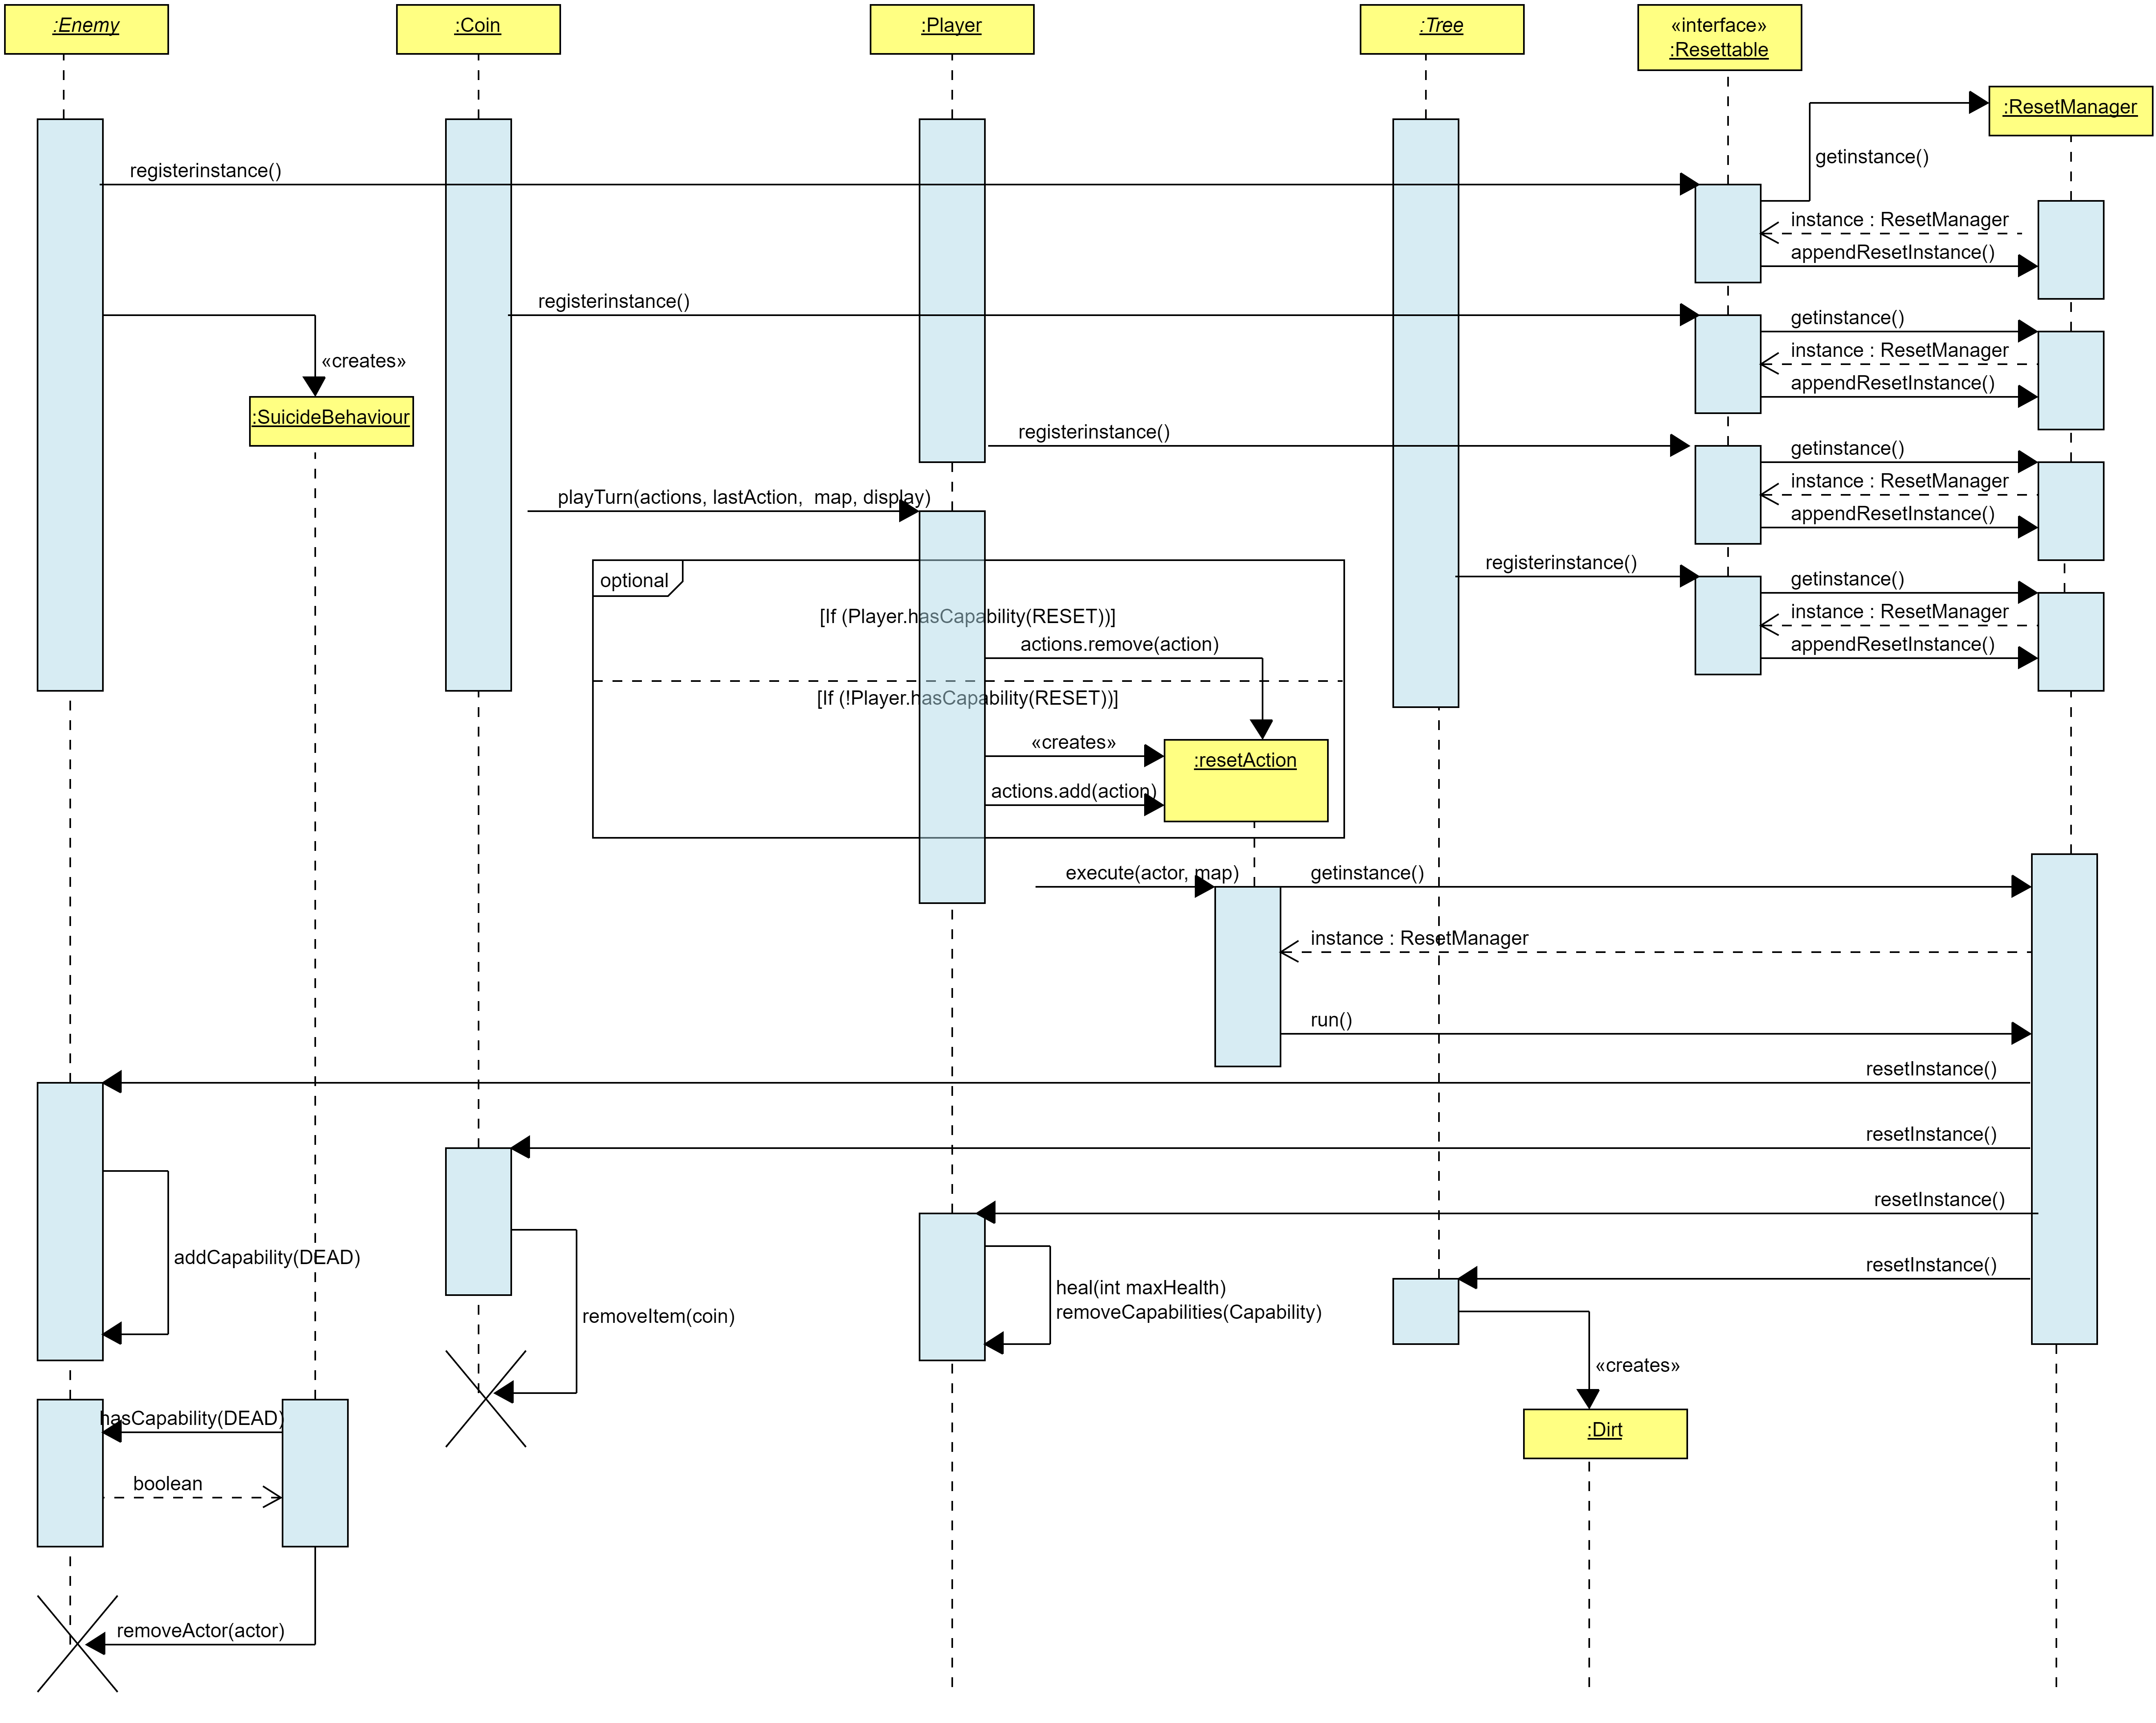 :Enemy
:Coin
:Player
:Tree
«interface»
:Resettable
:ResetManager
getinstance()
registerinstance()
instance : ResetManager
appendResetInstance()
registerinstance()
getinstance()
instance : ResetManager
«creates»
appendResetInstance()
:SuicideBehaviour
registerinstance()
getinstance()
instance : ResetManager
playTurn(actions, lastAction,  map, display)
appendResetInstance()
registerinstance()
optional
getinstance()
[If (Player.hasCapability(RESET))]
instance : ResetManager
actions.remove(action)
appendResetInstance()
[If (!Player.hasCapability(RESET))]
«creates»
:resetAction
actions.add(action)
execute(actor, map)
getinstance()
instance : ResetManager
run()
resetInstance()
resetInstance()
resetInstance()
addCapability(DEAD)
resetInstance()
heal(int maxHealth)
removeCapabilities(Capability)
removeItem(coin)
«creates»
hasCapability(DEAD)
:Dirt
boolean
removeActor(actor)